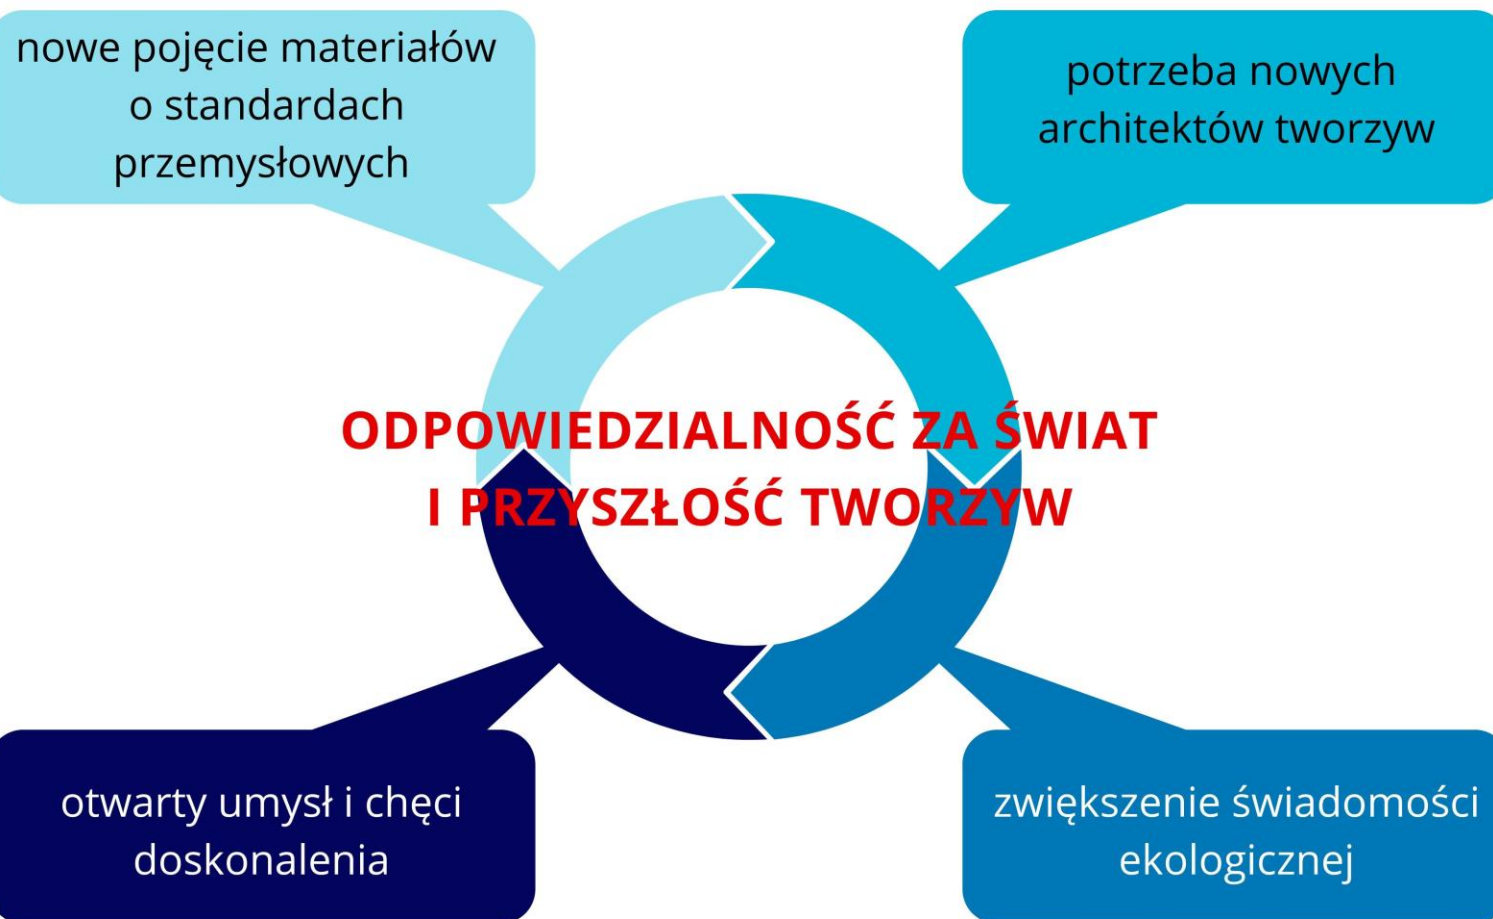 nowe pojęcie materiałów
o standardach
przemysłowych
potrzeba nowych
architektów tworzyw
ODPOWIEDZIALNOŚĆ ZA ŚWIAT
I PRZYSZŁOŚĆ TWORZYW
otwarty umysł i chęci
doskonalenia
zwiększenie świadomości
ekologicznej